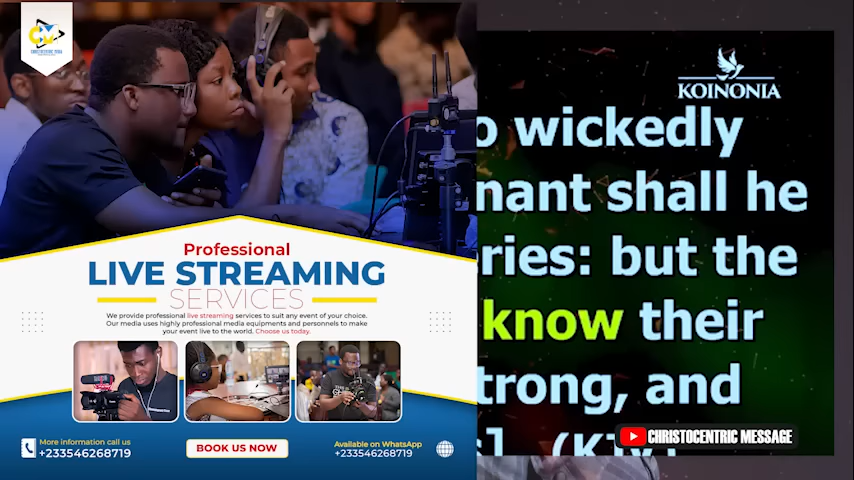 CHRISTOCENTRIC MEDIA
Professional
LIVE STREAMING
SERVICES
We provide professional live streaming services to suit any event of your choice.
Our media uses highly professional media equipments and personnels to make
your event live to the world. Choose us today.
More information call us
+233546268719
BOOK US NOW
Available on WhatsApp
+233546268719
KOINONIA
o wickedly
nant shall he
ries: but the
know their
trong, and
s] (KJV)
CHRISTOCENTRIC MESSAGE